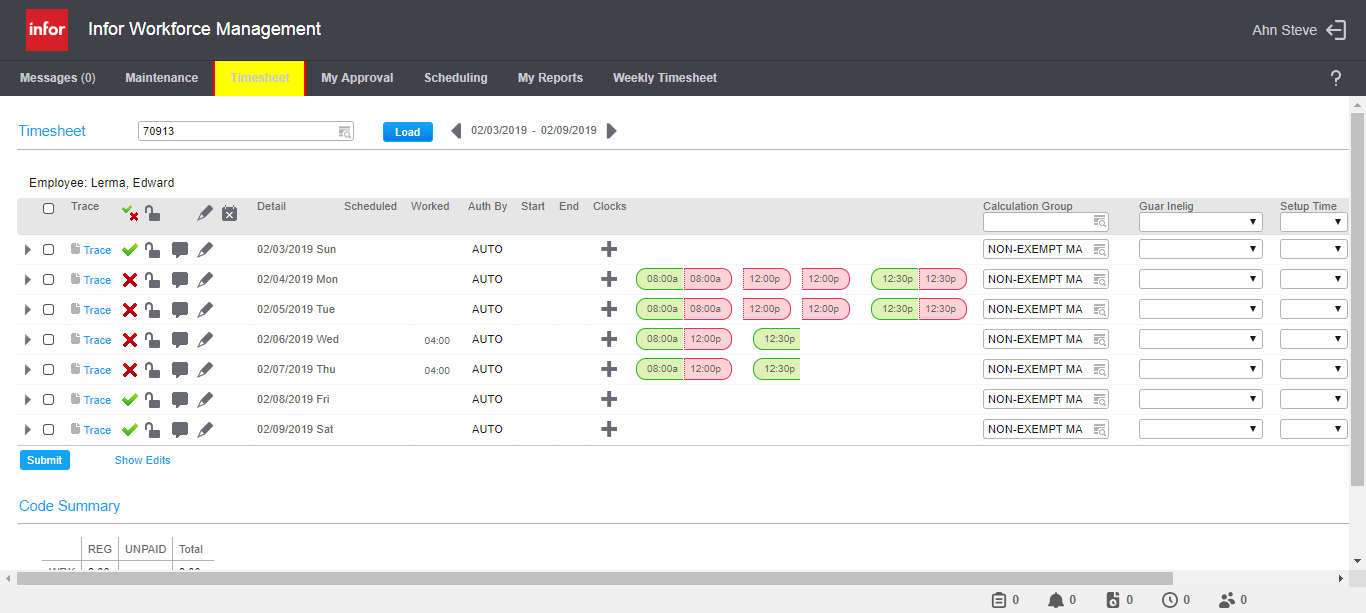 infor Infor Workforce Management Ahn Steve
Messages (0) Maintenance Timesheet My Approval Scheduling My Reports Weekly Timesheet ?
Timesheet 70913 Load 02/03/2019 - 02/09/2019
Employee: Lerma, Edward
Trace Detail Scheduled Worked Auth By Start End Clocks Calculation Group Guar Inelig Setup Time
Trace 02/03/2019 Sun AUTO NON-EXEMPT MA
Trace 02/04/2019 Mon AUTO 08:00a 08:00a 12:00p 12:00p 12:30p 12:30p NON-EXEMPT MA
Trace 02/05/2019 Tue AUTO 08:00a 08:00a 12:00p 12:00p 12:30p 12:30p NON-EXEMPT MA
Trace 02/06/2019 Wed 04:00 AUTO 08:00a 12:00p 12:30p NON-EXEMPT MA
Trace 02/07/2019 Thu 04:00 AUTO 08:00a 12:00p 12:30p NON-EXEMPT MA
Trace 02/08/2019 Fri AUTO NON-EXEMPT MA
Trace 02/09/2019 Sat AUTO NON-EXEMPT MA
Submit Show Edits
Code Summary
REG UNPAID Total
0 0 0 0 0